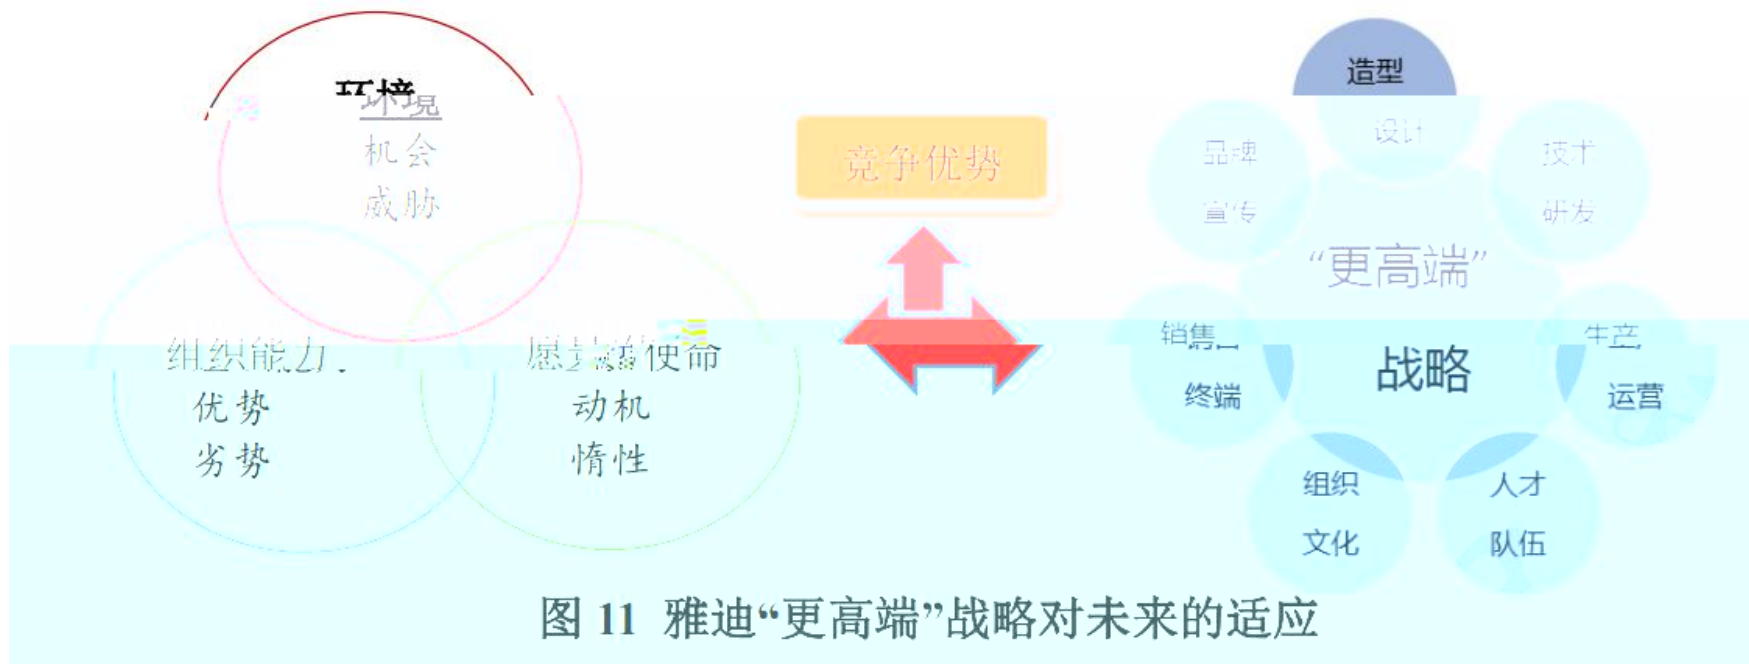 环境
机会
威胁
组织能力
优势
劣势
愿景和使命
动机
惰性
竞争优势
造型
设计
品牌
宣传
技术
研发
“更高端”
战略
销售
终端
生产
运营
组织
文化
人才
队伍
图 11 雅迪“更高端”战略对未来的适应